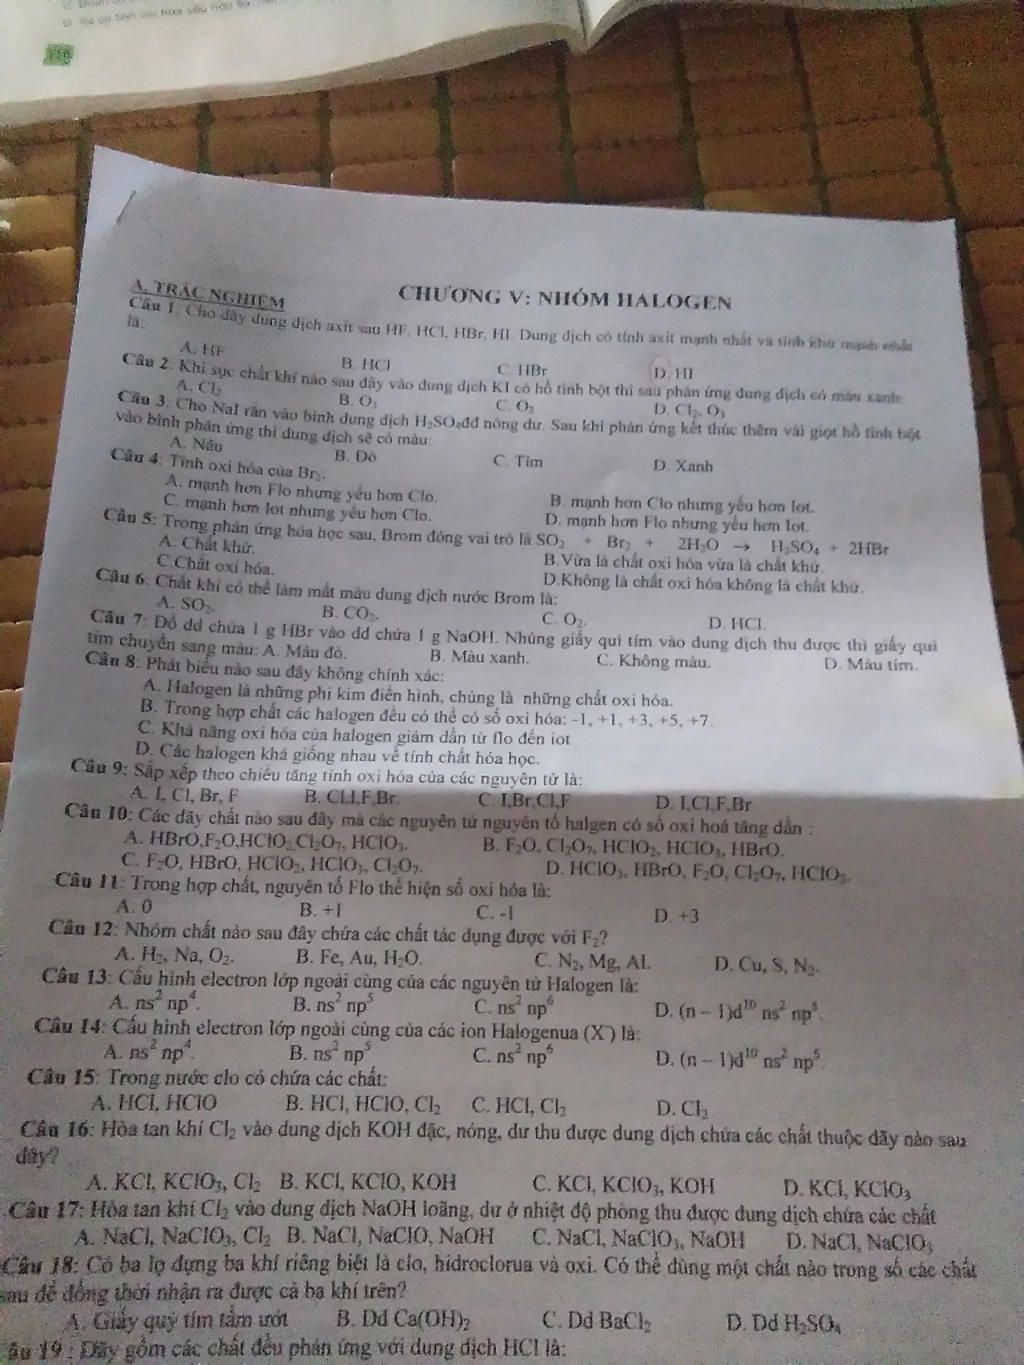 110
A. TRẮC NGHIỆM
CHƯƠNG V: NHÓM HALOGEN
Câu 1: Cho dãy dung dịch axit sau HF, HCl, HBr, HI. Dung dịch có tính axit mạnh nhất và tính khử mạnh nhất
là:
A. HF B. HCl C. HBr D. HI
Câu 2: Khi sục chất khí nào sau đây vào dung dịch KI có hồ tinh bột thì sau phản ứng dung dịch có màu xanh:
A. Cl₂ B. O₃ C. O₂ D. Cl₂, O₃
Câu 3: Cho NaI rắn vào bình dung dịch H₂SO₄đđ nóng dư. Sau khi phản ứng kết thúc thêm vài giọt hồ tinh bột
vào bình phản ứng thì dung dịch sẽ có màu:
A. Nâu B. Đỏ C. Tím D. Xanh
Câu 4: Tính oxi hóa của Br₂:
A. mạnh hơn Flo nhưng yếu hơn Clo. B. mạnh hơn Clo nhưng yếu hơn Iot.
C. mạnh hơn Iot nhưng yếu hơn Clo. D. mạnh hơn Flo nhưng yếu hơn Iot.
Câu 5: Trong phản ứng hóa học sau, Brom đóng vai trò là SO₂ + Br₂ + 2H₂O → H₂SO₄ + 2HBr
A. Chất khử. B.Vừa là chất oxi hóa vừa là chất khử.
C.Chất oxi hóa. D.Không là chất oxi hóa không là chất khử.
Câu 6: Chất khí có thể làm mất màu dung dịch nước Brom là:
A. SO₂. B. CO₂. C. O₂. D. HCl.
Câu 7: Đổ dd chứa 1 g HBr vào dd chứa 1 g NaOH. Nhúng giấy quì tím vào dung dịch thu được thì giấy quì
tím chuyển sang màu: A. Màu đỏ. B. Màu xanh. C. Không màu. D. Màu tím.
Câu 8: Phát biểu nào sau đây không chính xác:
A. Halogen là những phi kim điển hình, chúng là những chất oxi hóa.
B. Trong hợp chất các halogen đều có thể có số oxi hóa: -1, +1, +3, +5, +7.
C. Khả năng oxi hóa của halogen giảm dần từ flo đến iot
D. Các halogen khá giống nhau về tính chất hóa học.
Câu 9: Sắp xếp theo chiều tăng tính oxi hóa của các nguyên tử là:
A. I, Cl, Br, F B. Cl,I,F,Br C. I,Br,Cl,F D. I,Cl,F,Br
Câu 10: Các dãy chất nào sau đây mà các nguyên tử nguyên tố halgen có số oxi hoá tăng dần :
A. HBrO,F₂O,HClO₂,Cl₂O₇, HClO₃. B. F₂O, Cl₂O₇, HClO₂, HClO₃, HBrO.
C. F₂O, HBrO, HClO₂, HClO₃, Cl₂O₇. D. HClO₃, HBrO, F₂O, Cl₂O₇, HClO₂.
Câu 11: Trong hợp chất, nguyên tố Flo thể hiện số oxi hóa là:
A. 0 B. +1 C. -1 D. +3
Câu 12: Nhóm chất nào sau đây chứa các chất tác dụng được với F₂?
A. H₂, Na, O₂. B. Fe, Au, H₂O. C. N₂, Mg, Al. D. Cu, S, N₂.
Câu 13: Cấu hình electron lớp ngoài cùng của các nguyên tử Halogen là:
A. ns² np⁴. B. ns² np⁵ C. ns² np⁶ D. (n – 1)d¹⁰ ns² np⁵.
Câu 14: Cấu hình electron lớp ngoài cùng của các ion Halogenua (X⁻) là:
A. ns² np⁴. B. ns² np⁵ C. ns² np⁶ D. (n – 1)d¹⁰ ns² np⁵.
Câu 15: Trong nước clo có chứa các chất:
A. HCl, HClO B. HCl, HClO, Cl₂ C. HCl, Cl₂ D. Cl₂
Câu 16: Hòa tan khí Cl₂ vào dung dịch KOH đặc, nóng, dư thu được dung dịch chứa các chất thuộc dãy nào sau
đây?
A. KCl, KClO₃, Cl₂ B. KCl, KClO, KOH C. KCl, KClO₃, KOH D. KCl, KClO₃
Câu 17: Hòa tan khí Cl₂ vào dung dịch NaOH loãng, dư ở nhiệt độ phòng thu được dung dịch chứa các chất
A. NaCl, NaClO₃, Cl₂ B. NaCl, NaClO, NaOH C. NaCl, NaClO₃, NaOH D. NaCl, NaClO₃
Câu 18: Có ba lọ đựng ba khí riêng biệt là clo, hiđroclorua và oxi. Có thể dùng một chất nào trong số các chất
sau để đồng thời nhận ra được cả ba khí trên?
A. Giấy quỳ tím tẩm ướt B. Dd Ca(OH)₂ C. Dd BaCl₂ D. Dd H₂SO₄
âu 19 : Dãy gồm các chất đều phản ứng với dung dịch HCl là: